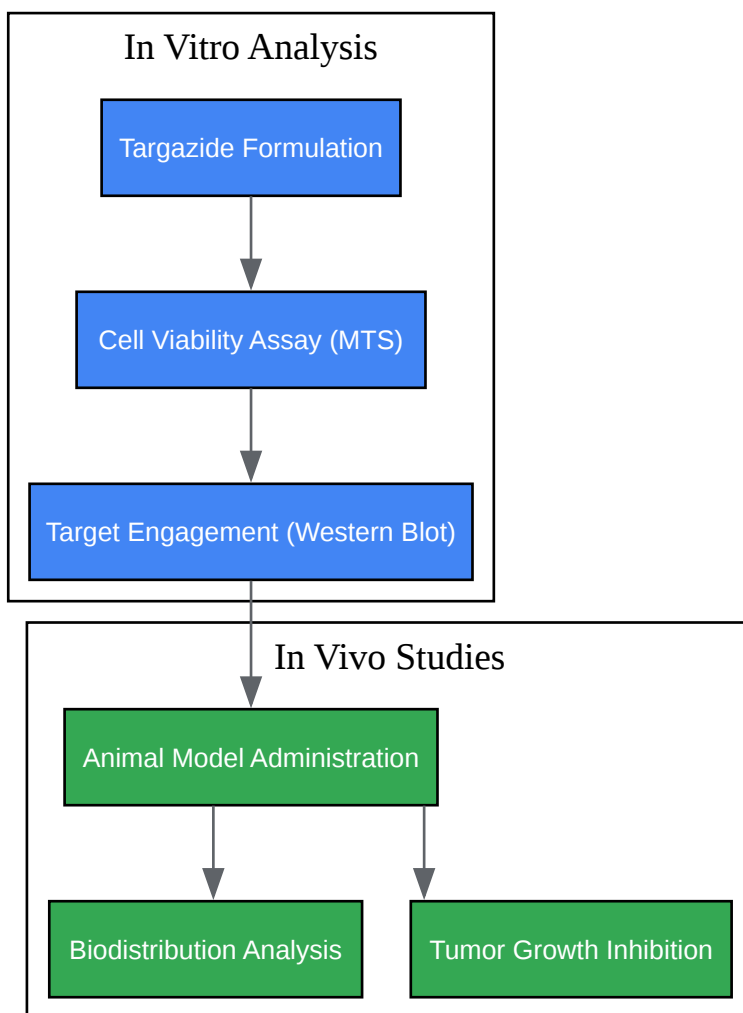 In Vitro Analysis
Targazide Formulation
Cell Viability Assay (MTS)
Target Engagement (Western Blot)
In Vivo Studies
Animal Model Administration
Biodistribution Analysis
Tumor Growth Inhibition